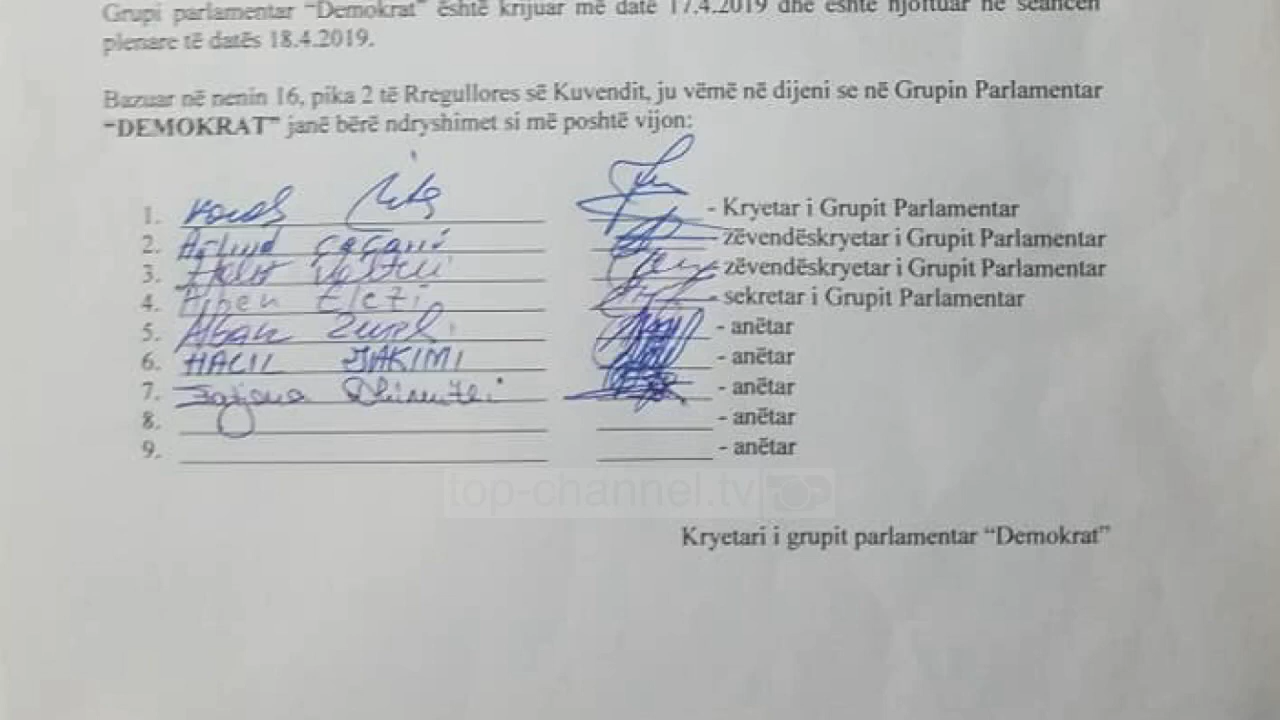 Grupi parlamentar “Demokrat” është krijuar më datë 17.4.2019 dhe është njoftuar në seancën
plenare të datës 18.4.2019.
Bazuar në nenin 16, pika 2 të Rregullores së Kuvendit, ju vëmë në dijeni se në Grupin Parlamentar
“DEMOKRAT” janë bërë ndryshimet si më poshtë vijon:
1. - Kryetar i Grupit Parlamentar
2. - zëvendëskryetar i Grupit Parlamentar
3. - zëvendëskryetar i Grupit Parlamentar
4. Arben Elezi - sekretar i Grupit Parlamentar
5. Alban Zeneli - anëtar
6. HALIL JAKIMI - anëtar
7. - anëtar
8. - anëtar
9. - anëtar
top-channel.tv
Kryetari i grupit parlamentar “Demokrat”